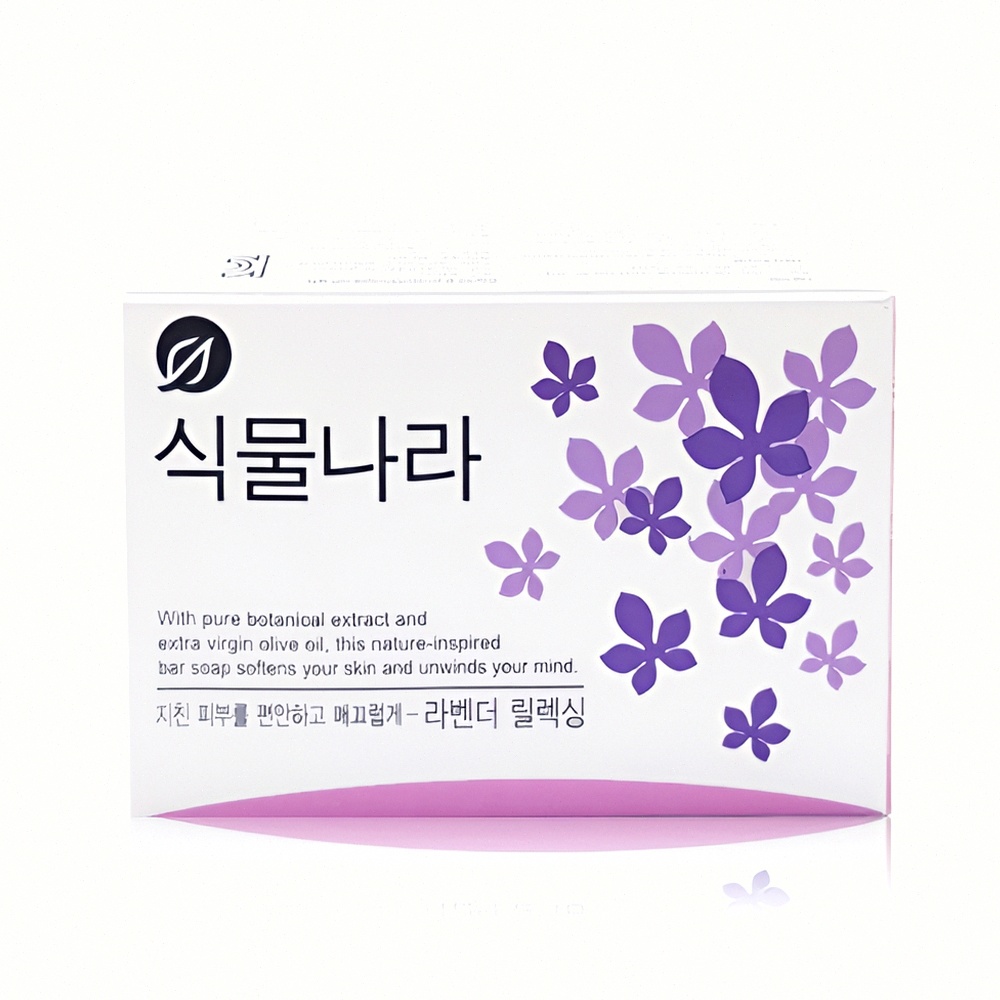 식물나라
With pure botanical extract and
extra virgin olive oil, this nature-inspired
bar soap softens your skin and unwinds your mind.
지친 피부를 편안하고 매끄럽게 - 라벤더 릴렉싱